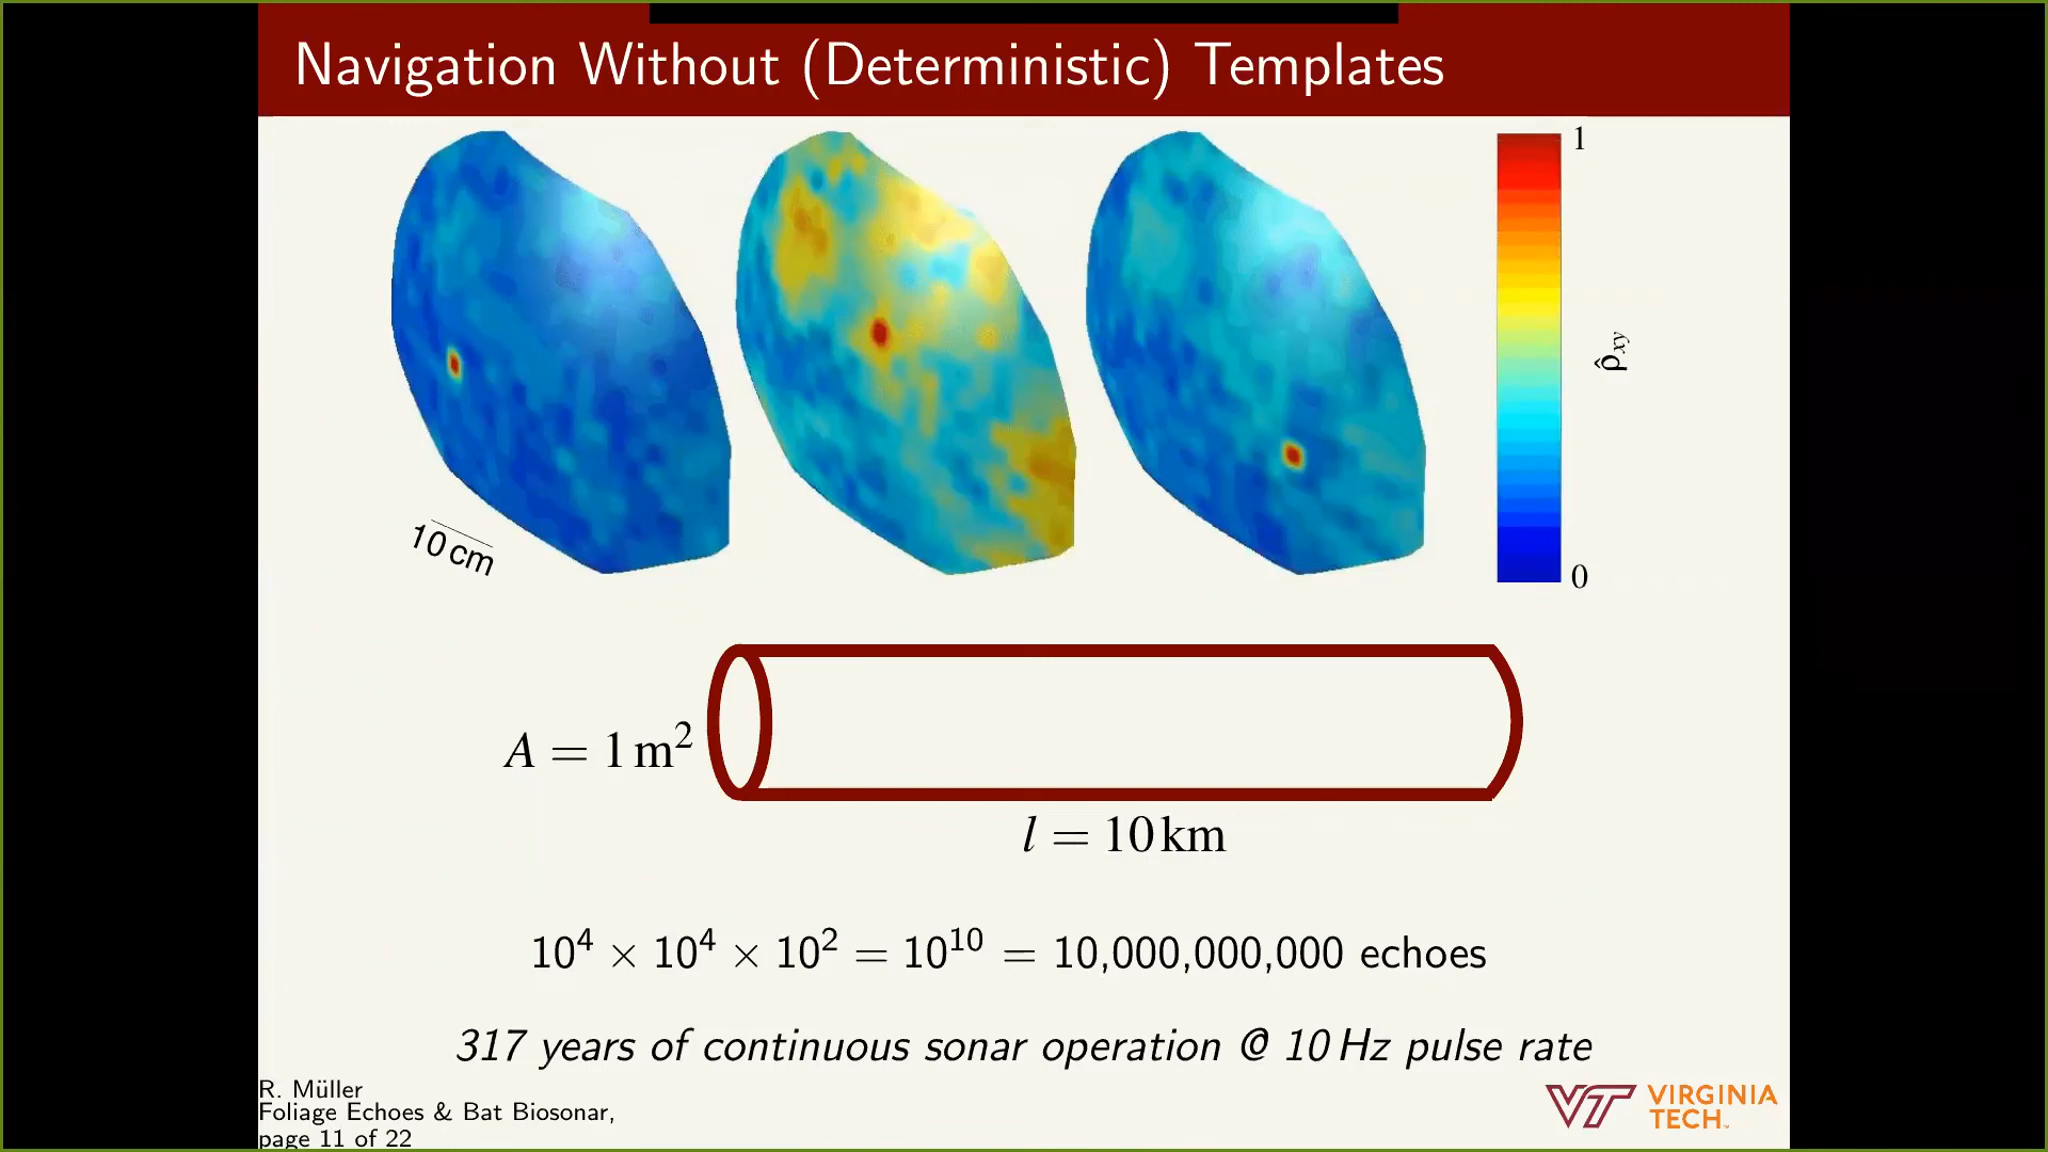 Navigation Without (Deterministic) Templates
1
ρ̂xy
0
10 cm
A = 1 m²
l = 10 km
10⁴ × 10⁴ × 10² = 10¹⁰ = 10,000,000,000 echoes
317 years of continuous sonar operation @ 10 Hz pulse rate
R. Müller
Foliage Echoes & Bat Biosonar,
page 11 of 22
VT VIRGINIA
TECH™